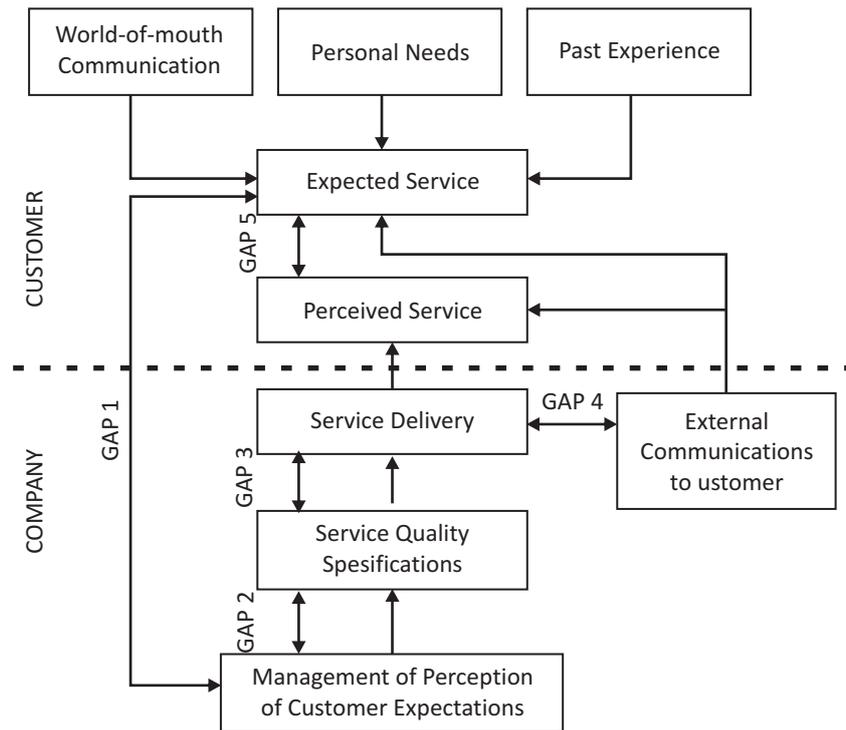 World-of-mouth
Communication
Personal Needs
Past Experience
Expected Service
CUSTOMER
GAP 5
Perceived Service
GAP 1
Service Delivery
GAP 4
External
Communications
to ustomer
COMPANY
GAP 3
Service Quality
Spesifications
GAP 2
Management of Perception
of Customer Expectations